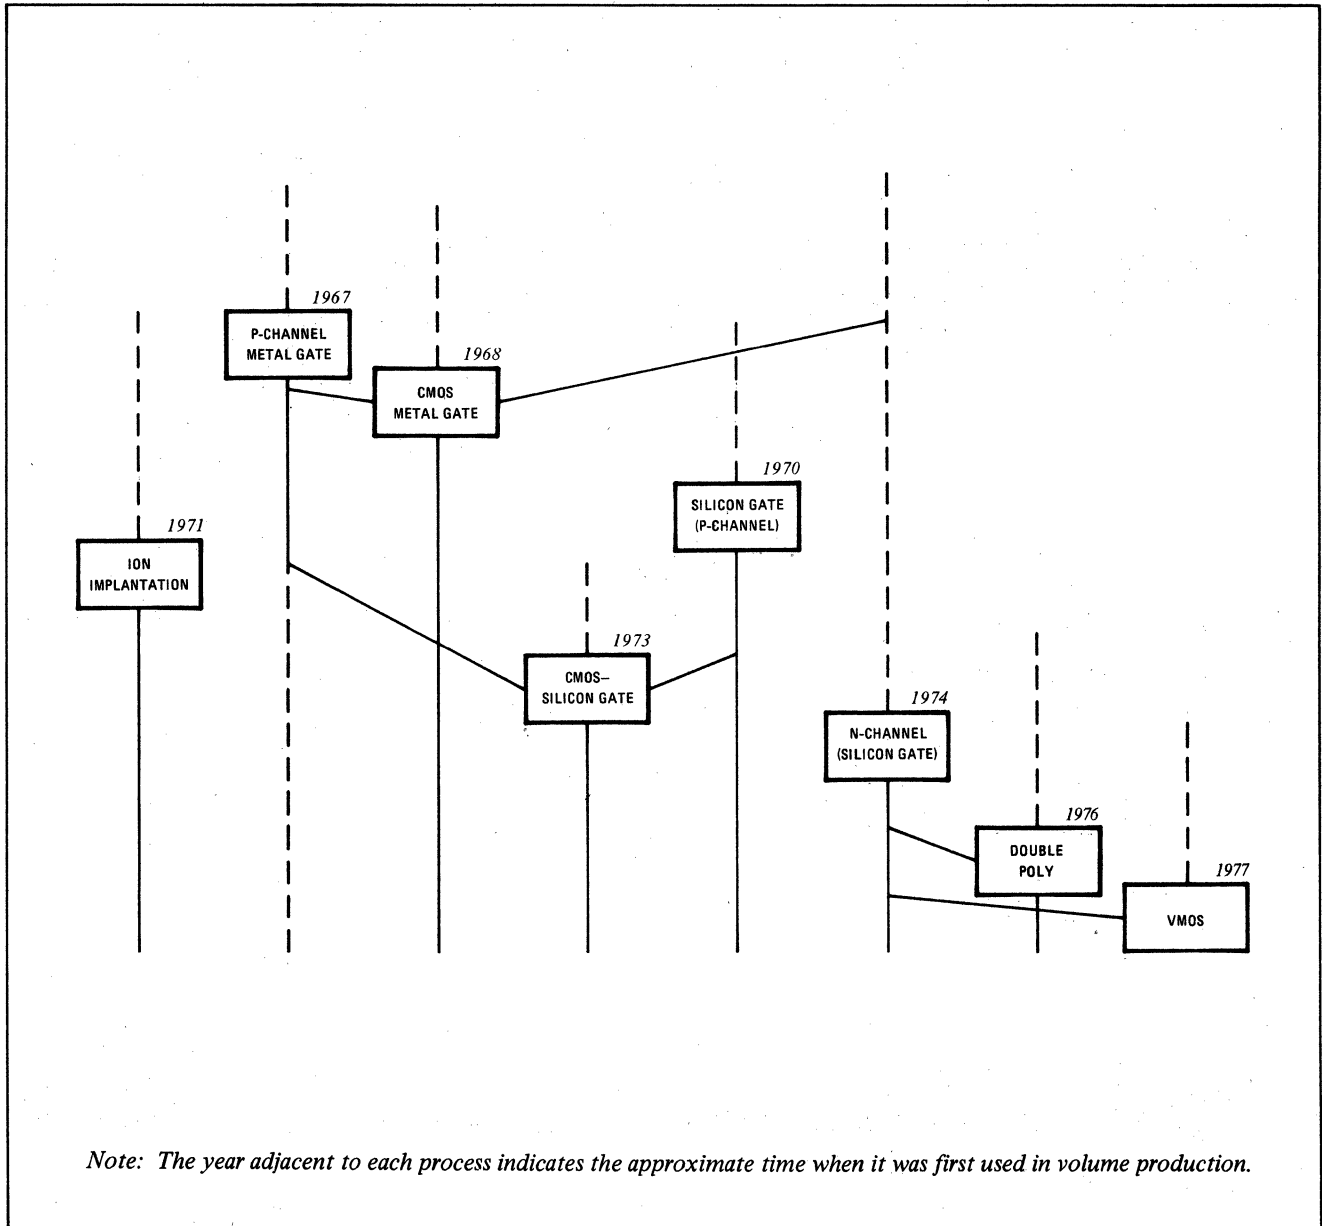 1967
P-CHANNEL
METAL GATE
1968
CMOS
METAL GATE
1970
SILICON GATE
(P-CHANNEL)
1971
ION
IMPLANTATION
1973
CMOS–
SILICON GATE
1974
N-CHANNEL
(SILICON GATE)
1976
DOUBLE
POLY
1977
VMOS
Note: The year adjacent to each process indicates the approximate time when it was first used in volume production.